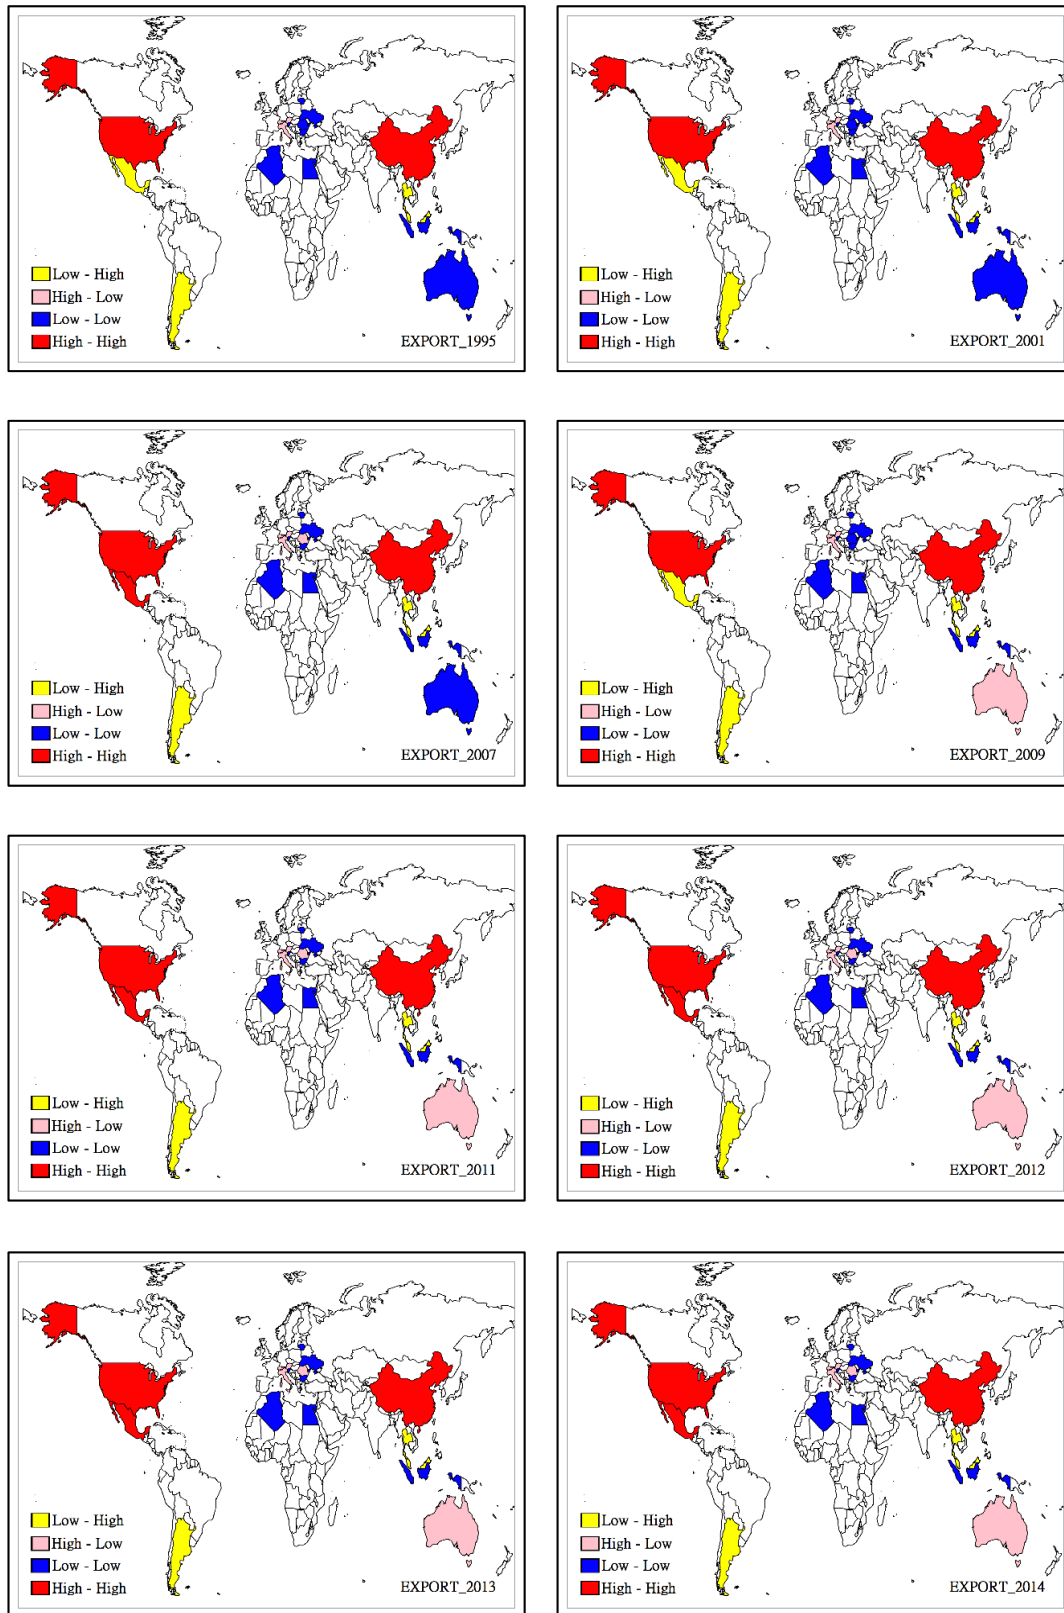 Low - High
High - Low
Low - Low
High - High
EXPORT_1995
Low - High
High - Low
Low - Low
High - High
EXPORT_2001
Low - High
High - Low
Low - Low
High - High
EXPORT_2007
Low - High
High - Low
Low - Low
High - High
EXPORT_2009
Low - High
High - Low
Low - Low
High - High
EXPORT_2011
Low - High
High - Low
Low - Low
High - High
EXPORT_2012
Low - High
High - Low
Low - Low
High - High
EXPORT_2013
Low - High
High - Low
Low - Low
High - High
EXPORT_2014